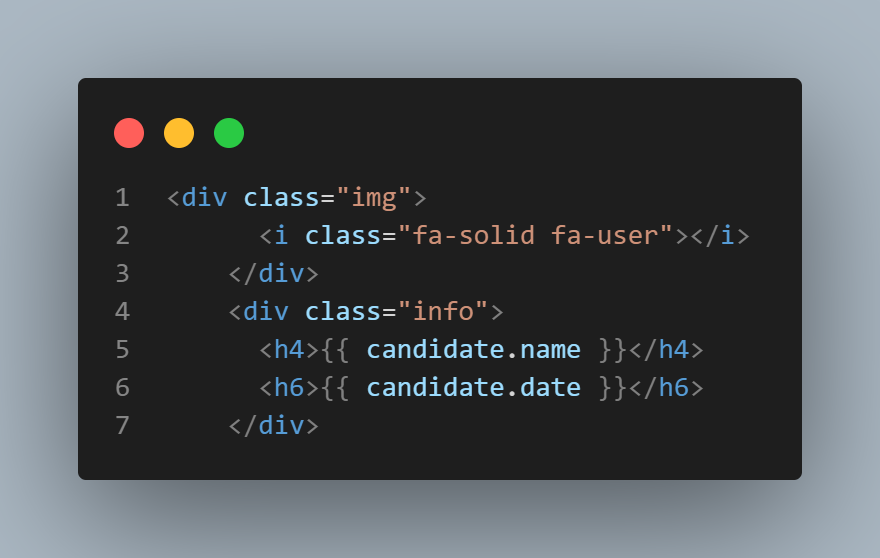 1 <div class="img">
2       <i class="fa-solid fa-user"></i>
3     </div>
4     <div class="info">
5       <h4>{{ candidate.name }}</h4>
6       <h6>{{ candidate.date }}</h6>
7     </div>